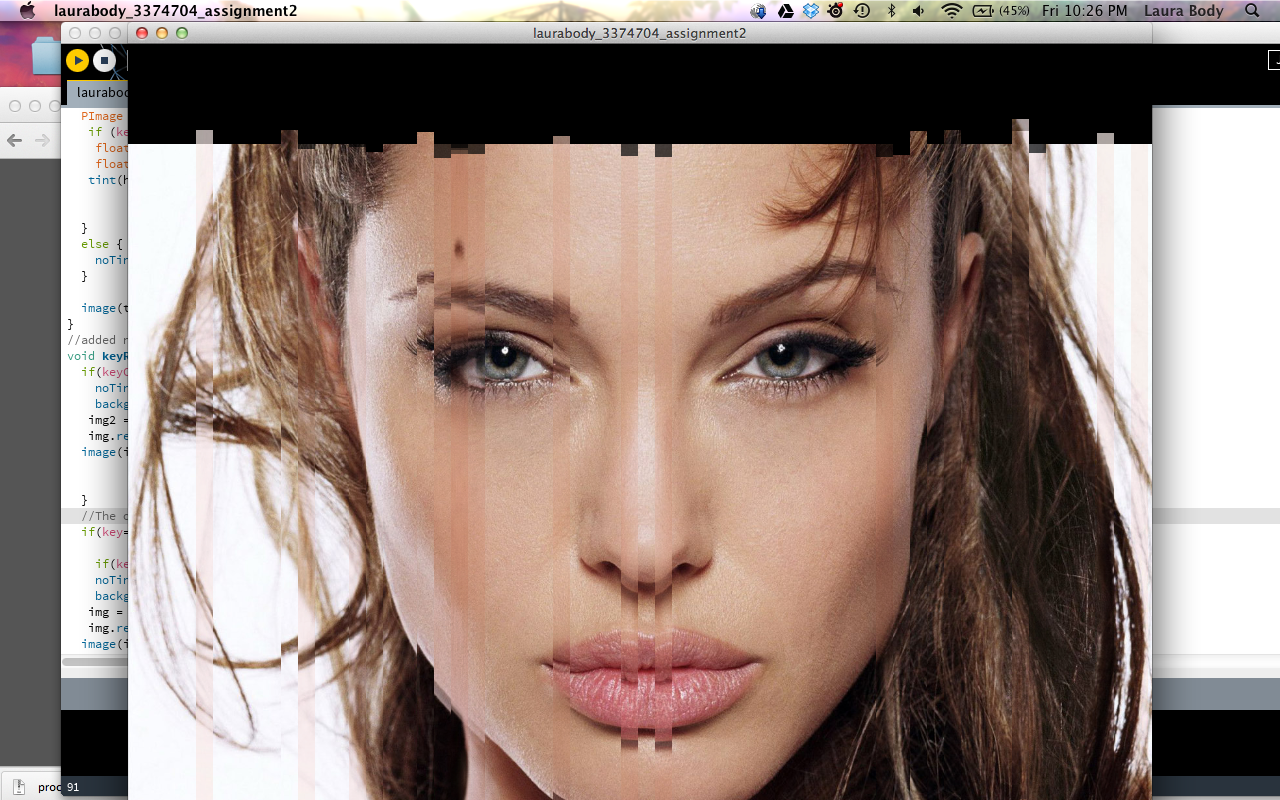 laurabody_3374704_assignment2
(45%) Fri 10:26 PM Laura Body
laurabody_3374704_assignment2
laurabod
PImage
if (ke
float
float
tint(h
}
else {
noTin
}
image(t
}
//added n
void keyR
if(keyC
noTin
backg
img2 =
img.re
image(i
}
//The c
if(key=
if(ke
noTin
backg
img =
img.re
image(i
91
proc